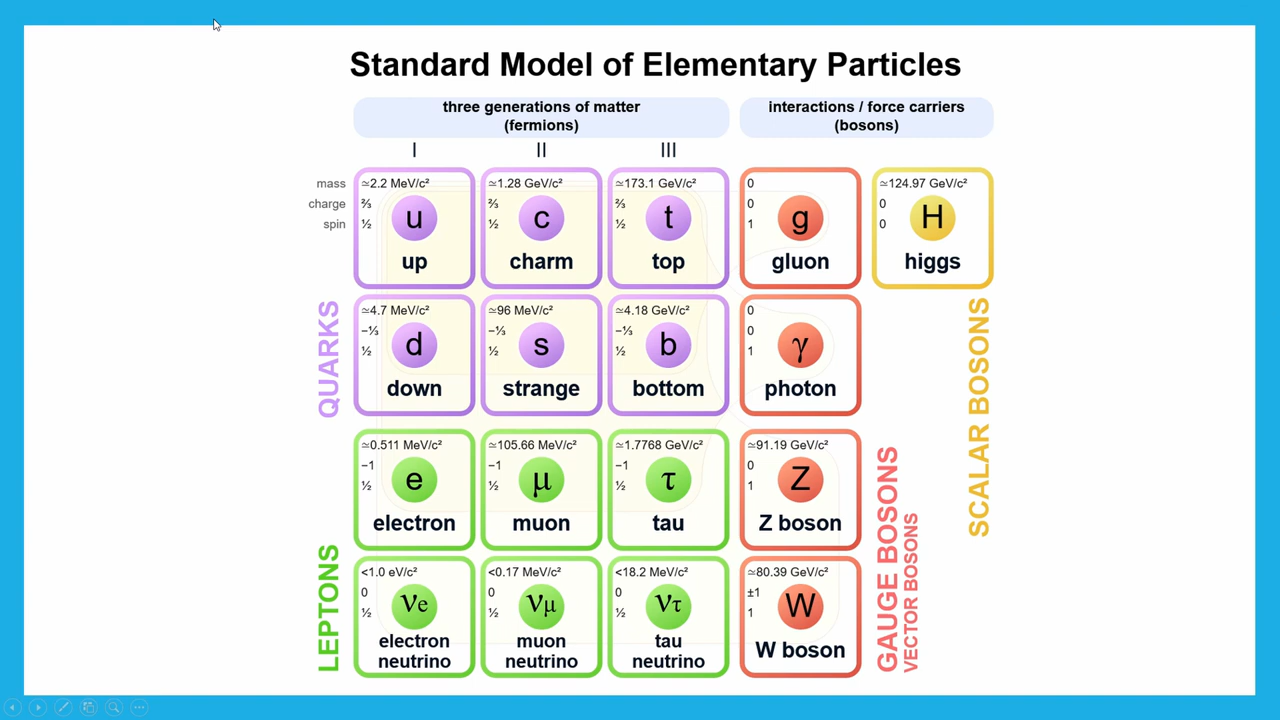 Standard Model of Elementary Particles
three generations of matter
(fermions)
interactions / force carriers
(bosons)
I II III
mass
charge
spin
≃2.2 MeV/c²
⅔
½
u
up
≃1.28 GeV/c²
⅔
½
c
charm
≃173.1 GeV/c²
⅔
½
t
top
0
0
1
g
gluon
≃124.97 GeV/c²
0
0
H
higgs
QUARKS
≃4.7 MeV/c²
−⅓
½
d
down
≃96 MeV/c²
−⅓
½
s
strange
≃4.18 GeV/c²
−⅓
½
b
bottom
0
0
1
γ
photon
SCALAR BOSONS
≃0.511 MeV/c²
−1
½
e
electron
≃105.66 MeV/c²
−1
½
μ
muon
≃1.7768 GeV/c²
−1
½
τ
tau
≃91.19 GeV/c²
0
1
Z
Z boson
LEPTONS
<1.0 eV/c²
0
½
νe
electron
neutrino
<0.17 MeV/c²
0
½
νμ
muon
neutrino
<18.2 MeV/c²
0
½
ντ
tau
neutrino
≃80.39 GeV/c²
±1
1
W
W boson
GAUGE BOSONS
VECTOR BOSONS